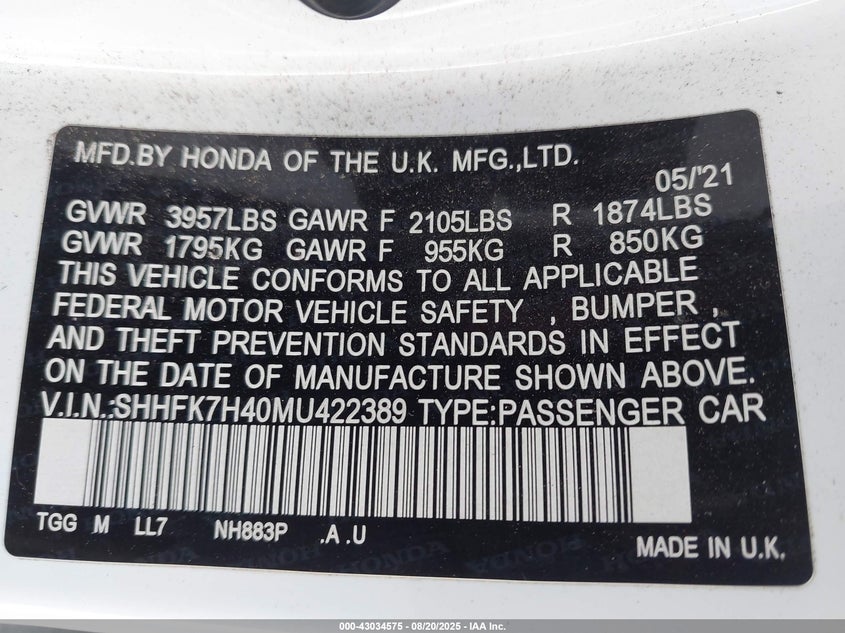 MFD.BY HONDA OF THE U.K. MFG.,LTD.
05/'21
GVWR 3957LBS GAWR F 2105LBS R 1874LBS
GVWR 1795KG GAWR F 955KG R 850KG
THIS VEHICLE CONFORMS TO ALL APPLICABLE
FEDERAL MOTOR VEHICLE SAFETY , BUMPER ,
AND THEFT PREVENTION STANDARDS IN EFFECT
ON THE DATE OF MANUFACTURE SHOWN ABOVE.
V.I.N.:SHHFK7H40MU422389 TYPE:PASSENGER CAR
TGG M LL7 NH883P .A .U
MADE IN U.K.
000-43034575 | 08/20/2025 - IAA Inc.